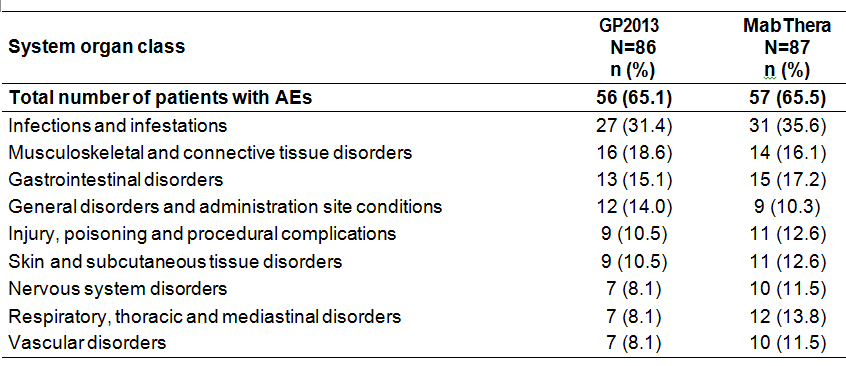 System organ class GP2013 N=86 n (%) MabThera N=87 n (%)
Total number of patients with AEs 56 (65.1) 57 (65.5)
Infections and infestations 27 (31.4) 31 (35.6)
Musculoskeletal and connective tissue disorders 16 (18.6) 14 (16.1)
Gastrointestinal disorders 13 (15.1) 15 (17.2)
General disorders and administration site conditions 12 (14.0) 9 (10.3)
Injury, poisoning and procedural complications 9 (10.5) 11 (12.6)
Skin and subcutaneous tissue disorders 9 (10.5) 11 (12.6)
Nervous system disorders 7 (8.1) 10 (11.5)
Respiratory, thoracic and mediastinal disorders 7 (8.1) 12 (13.8)
Vascular disorders 7 (8.1) 10 (11.5)